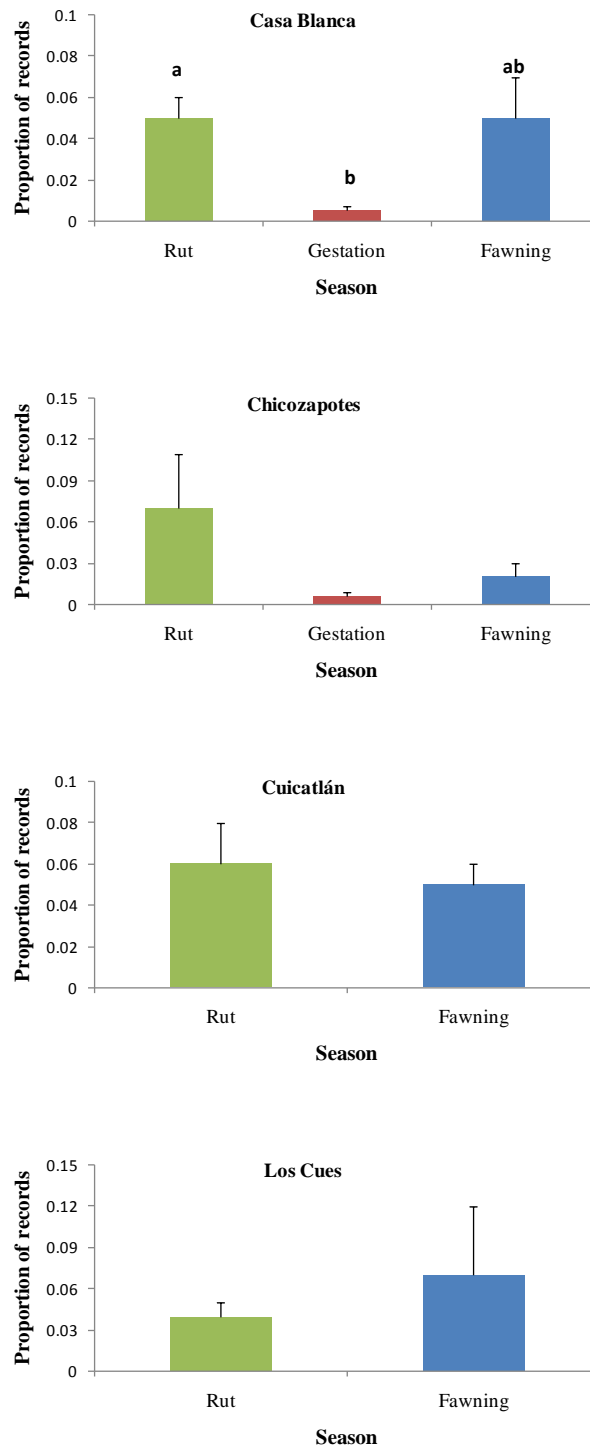 Casa Blanca
Proportion of records
0.1
0.08
0.06
0.04
0.02
0
a
b
ab
Rut Gestation Fawning
Season
Chicozapotes
Proportion of records
0.15
0.12
0.09
0.06
0.03
0
Rut Gestation Fawning
Season
Cuicatlán
Proportion of records
0.1
0.08
0.06
0.04
0.02
0
Rut Fawning
Season
Los Cues
Proportion of records
0.15
0.12
0.09
0.06
0.03
0
Rut Fawning
Season